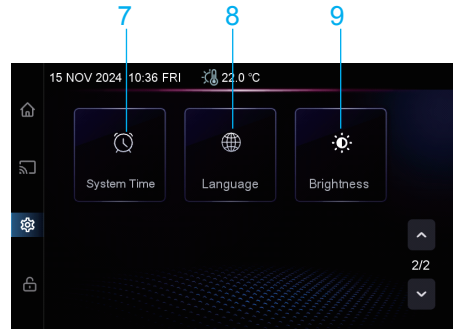 7 8 9
15 NOV 2024 10:36 FRI 22.0 °C
System Time Language Brightness
2/2